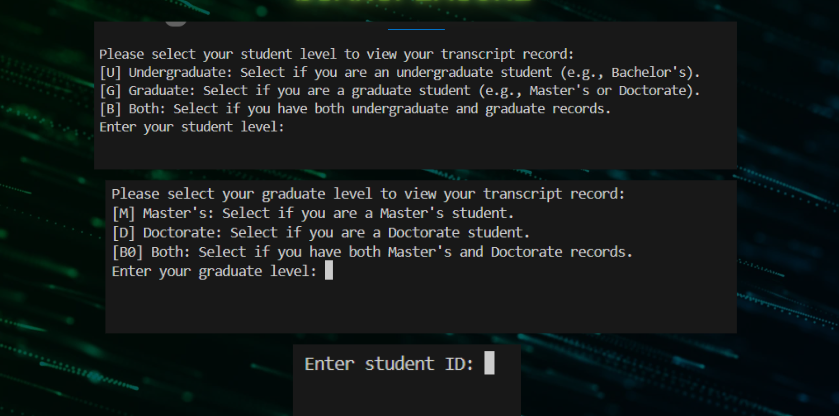 Please select your student level to view your transcript record:
[U] Undergraduate: Select if you are an undergraduate student (e.g., Bachelor's).
[G] Graduate: Select if you are a graduate student (e.g., Master's or Doctorate).
[B] Both: Select if you have both undergraduate and graduate records.
Enter your student level:
Please select your graduate level to view your transcript record:
[M] Master's: Select if you are a Master's student.
[D] Doctorate: Select if you are a Doctorate student.
[B0] Both: Select if you have both Master's and Doctorate records.
Enter your graduate level:
Enter student ID: